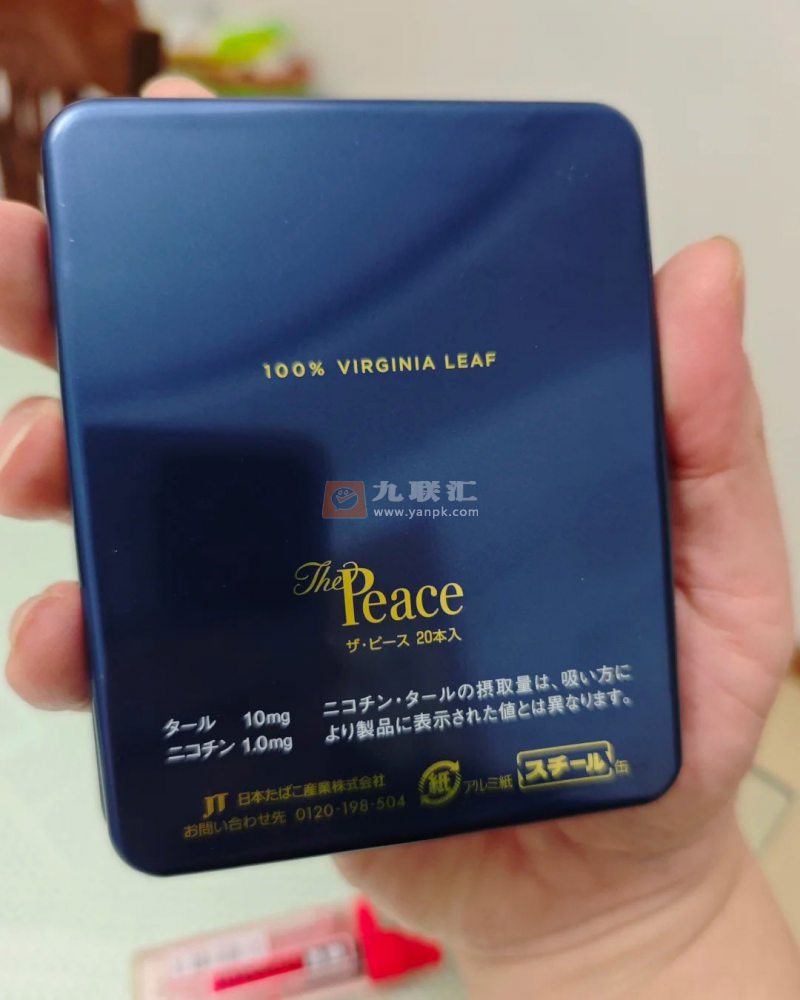 100% VIRGINIA LEAF
九联汇
www.yanpk.com
The Peace
ザ・ピース 20本入
タール 10mg
ニコチン 1.0mg
ニコチン・タールの摂取量は、吸い方に
より製品に表示された値とは異なります。
JT 日本たばこ産業株式会社
お問い合わせ先 0120-198-504
紙 アルミ紙 スチール 缶